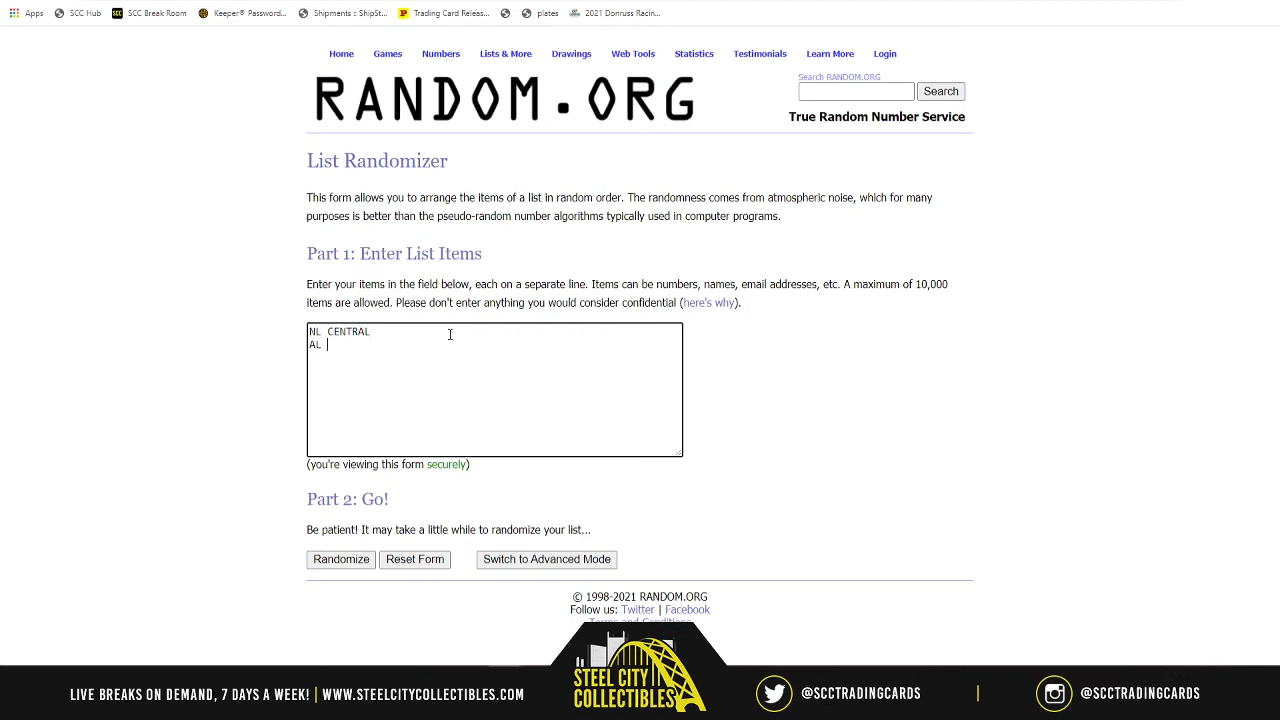 Apps SCC Hub SCC Break Room Keeper® Password... Shipments :: ShipSt... Trading Card Releas... plates 2021 Donruss Racin...
Home Games Numbers Lists & More Drawings Web Tools Statistics Testimonials Learn More Login
RANDOM.ORG
Search RANDOM.ORG
Search
True Random Number Service
List Randomizer
This form allows you to arrange the items of a list in random order. The randomness comes from atmospheric noise, which for many
purposes is better than the pseudo-random number algorithms typically used in computer programs.
Part 1: Enter List Items
Enter your items in the field below, each on a separate line. Items can be numbers, names, email addresses, etc. A maximum of 10,000
items are allowed. Please don't enter anything you would consider confidential (here's why).
NL CENTRAL
AL
(you're viewing this form securely)
Part 2: Go!
Be patient! It may take a little while to randomize your list...
Randomize Reset Form Switch to Advanced Mode
© 1998-2021 RANDOM.ORG
Follow us: Twitter | Facebook
Terms and Conditions
STEEL CITY
COLLECTIBLES
LIVE BREAKS ON DEMAND, 7 DAYS A WEEK! | WWW.STEELCITYCOLLECTIBLES.COM @SCCTRADINGCARDS | @SCCTRADINGCARDS